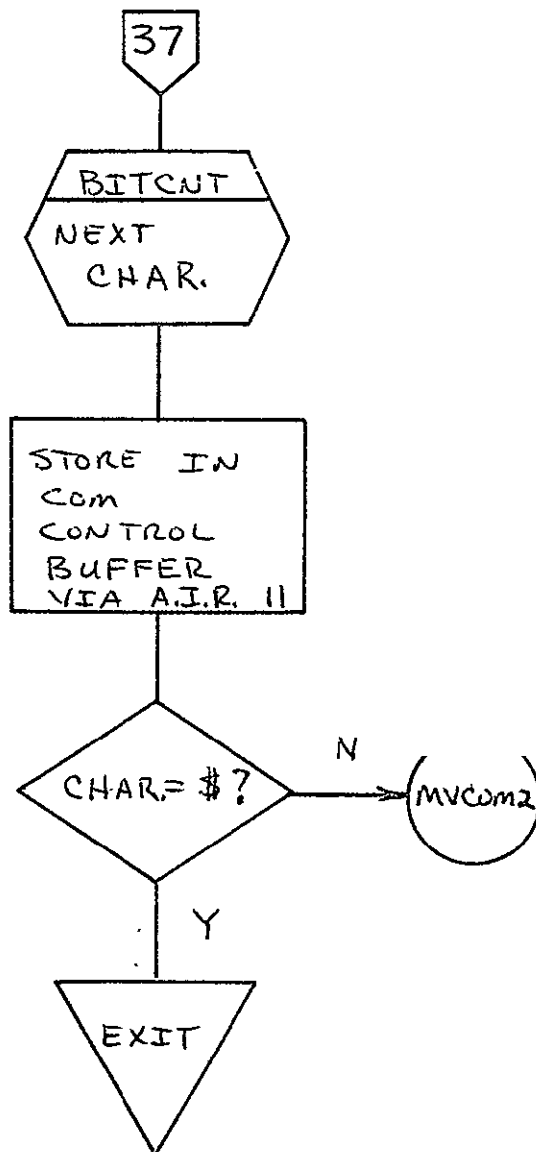 37
BITCNT
NEXT
CHAR.
STORE IN
COM
CONTROL
BUFFER
VIA A.I.R. 11
CHAR.= $?
N
MVCOM2
Y
EXIT